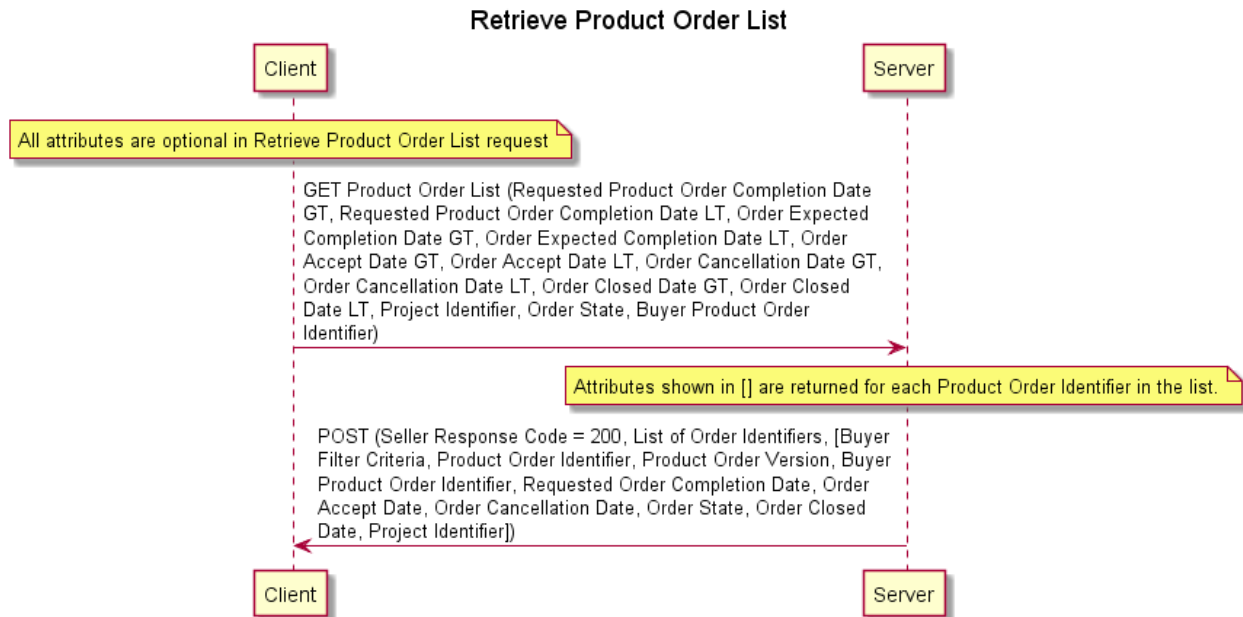 Retrieve Product Order List
Client
Server
All attributes are optional in Retrieve Product Order List request
GET Product Order List (Requested Product Order Completion Date
GT, Requested Product Order Completion Date LT, Order Expected
Completion Date GT, Order Expected Completion Date LT, Order
Accept Date GT, Order Accept Date LT, Order Cancellation Date GT,
Order Cancellation Date LT, Order Closed Date GT, Order Closed
Date LT, Project Identifier, Order State, Buyer Product Order
Identifier)
Attributes shown in [] are returned for each Product Order Identifier in the list.
POST (Seller Response Code = 200, List of Order Identifiers, [Buyer
Filter Criteria, Product Order Identifier, Product Order Version, Buyer
Product Order Identifier, Requested Order Completion Date, Order
Accept Date, Order Cancellation Date, Order State, Order Closed
Date, Project Identifier])
Client
Server